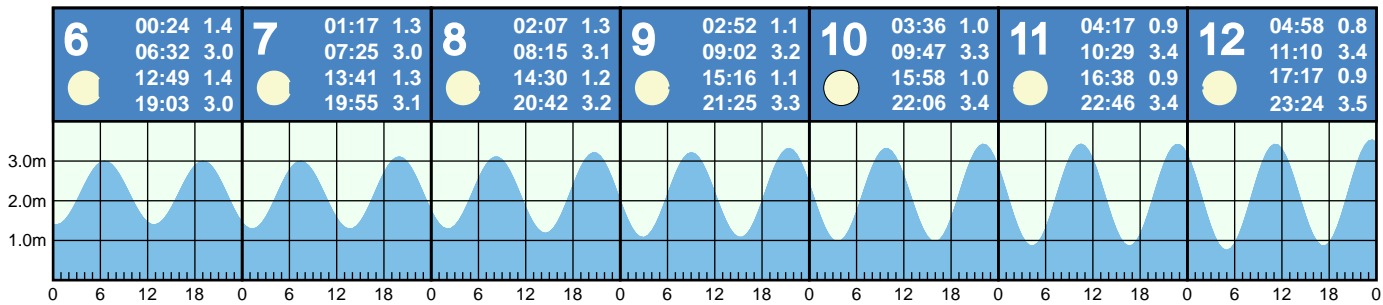 6 00:24 1.4 7 01:17 1.3 8 02:07 1.3 9 02:52 1.1 10 03:36 1.0 11 04:17 0.9 12 04:58 0.8
06:32 3.0 07:25 3.0 08:15 3.1 09:02 3.2 09:47 3.3 10:29 3.4 11:10 3.4
12:49 1.4 13:41 1.3 14:30 1.2 15:16 1.1 15:58 1.0 16:38 0.9 17:17 0.9
19:03 3.0 19:55 3.1 20:42 3.2 21:25 3.3 22:06 3.4 22:46 3.4 23:24 3.5
3.0m
2.0m
1.0m
0 6 12 18 0 6 12 18 0 6 12 18 0 6 12 18 0 6 12 18 0 6 12 18 0 6 12 18 0